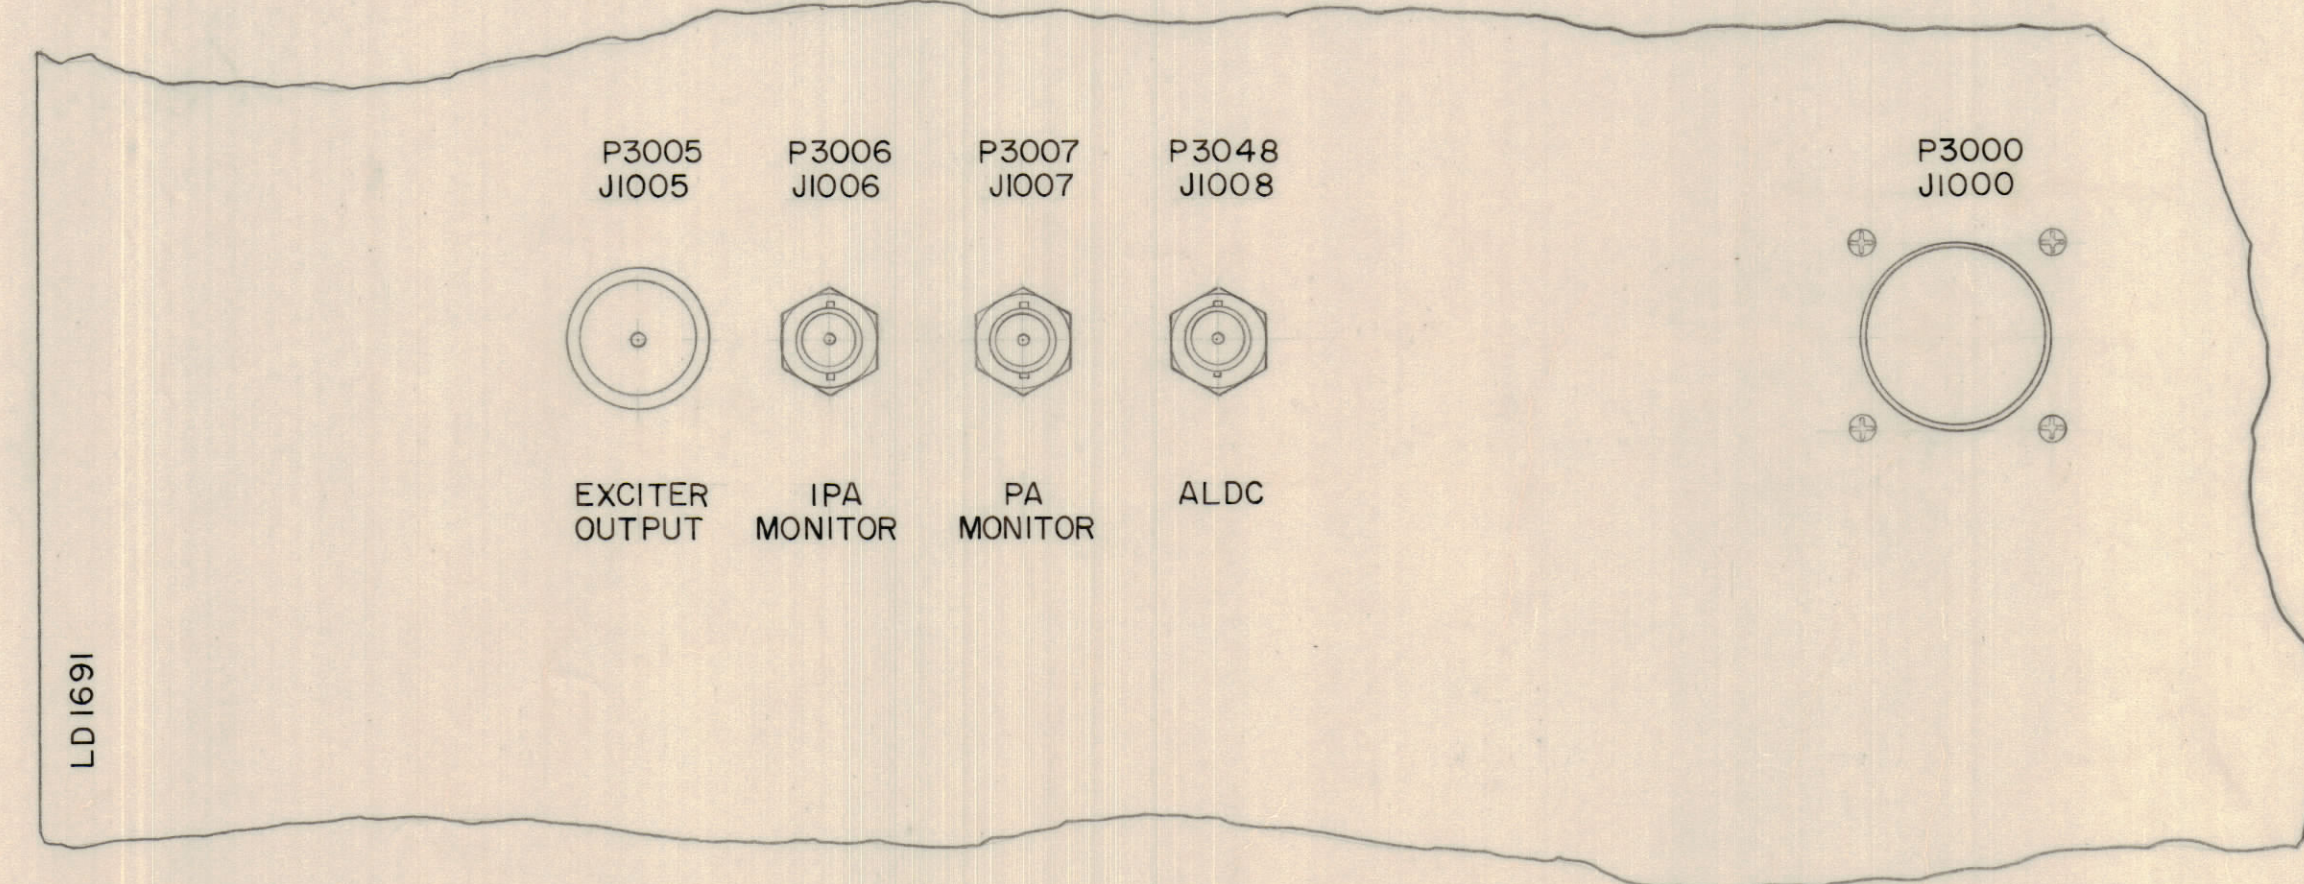 P3005
J1005
P3006
J1006
P3007
J1007
P3048
J1008
P3000
J1000
EXCITER
OUTPUT
IPA
MONITOR
PA
MONITOR
ALDC
LD1691